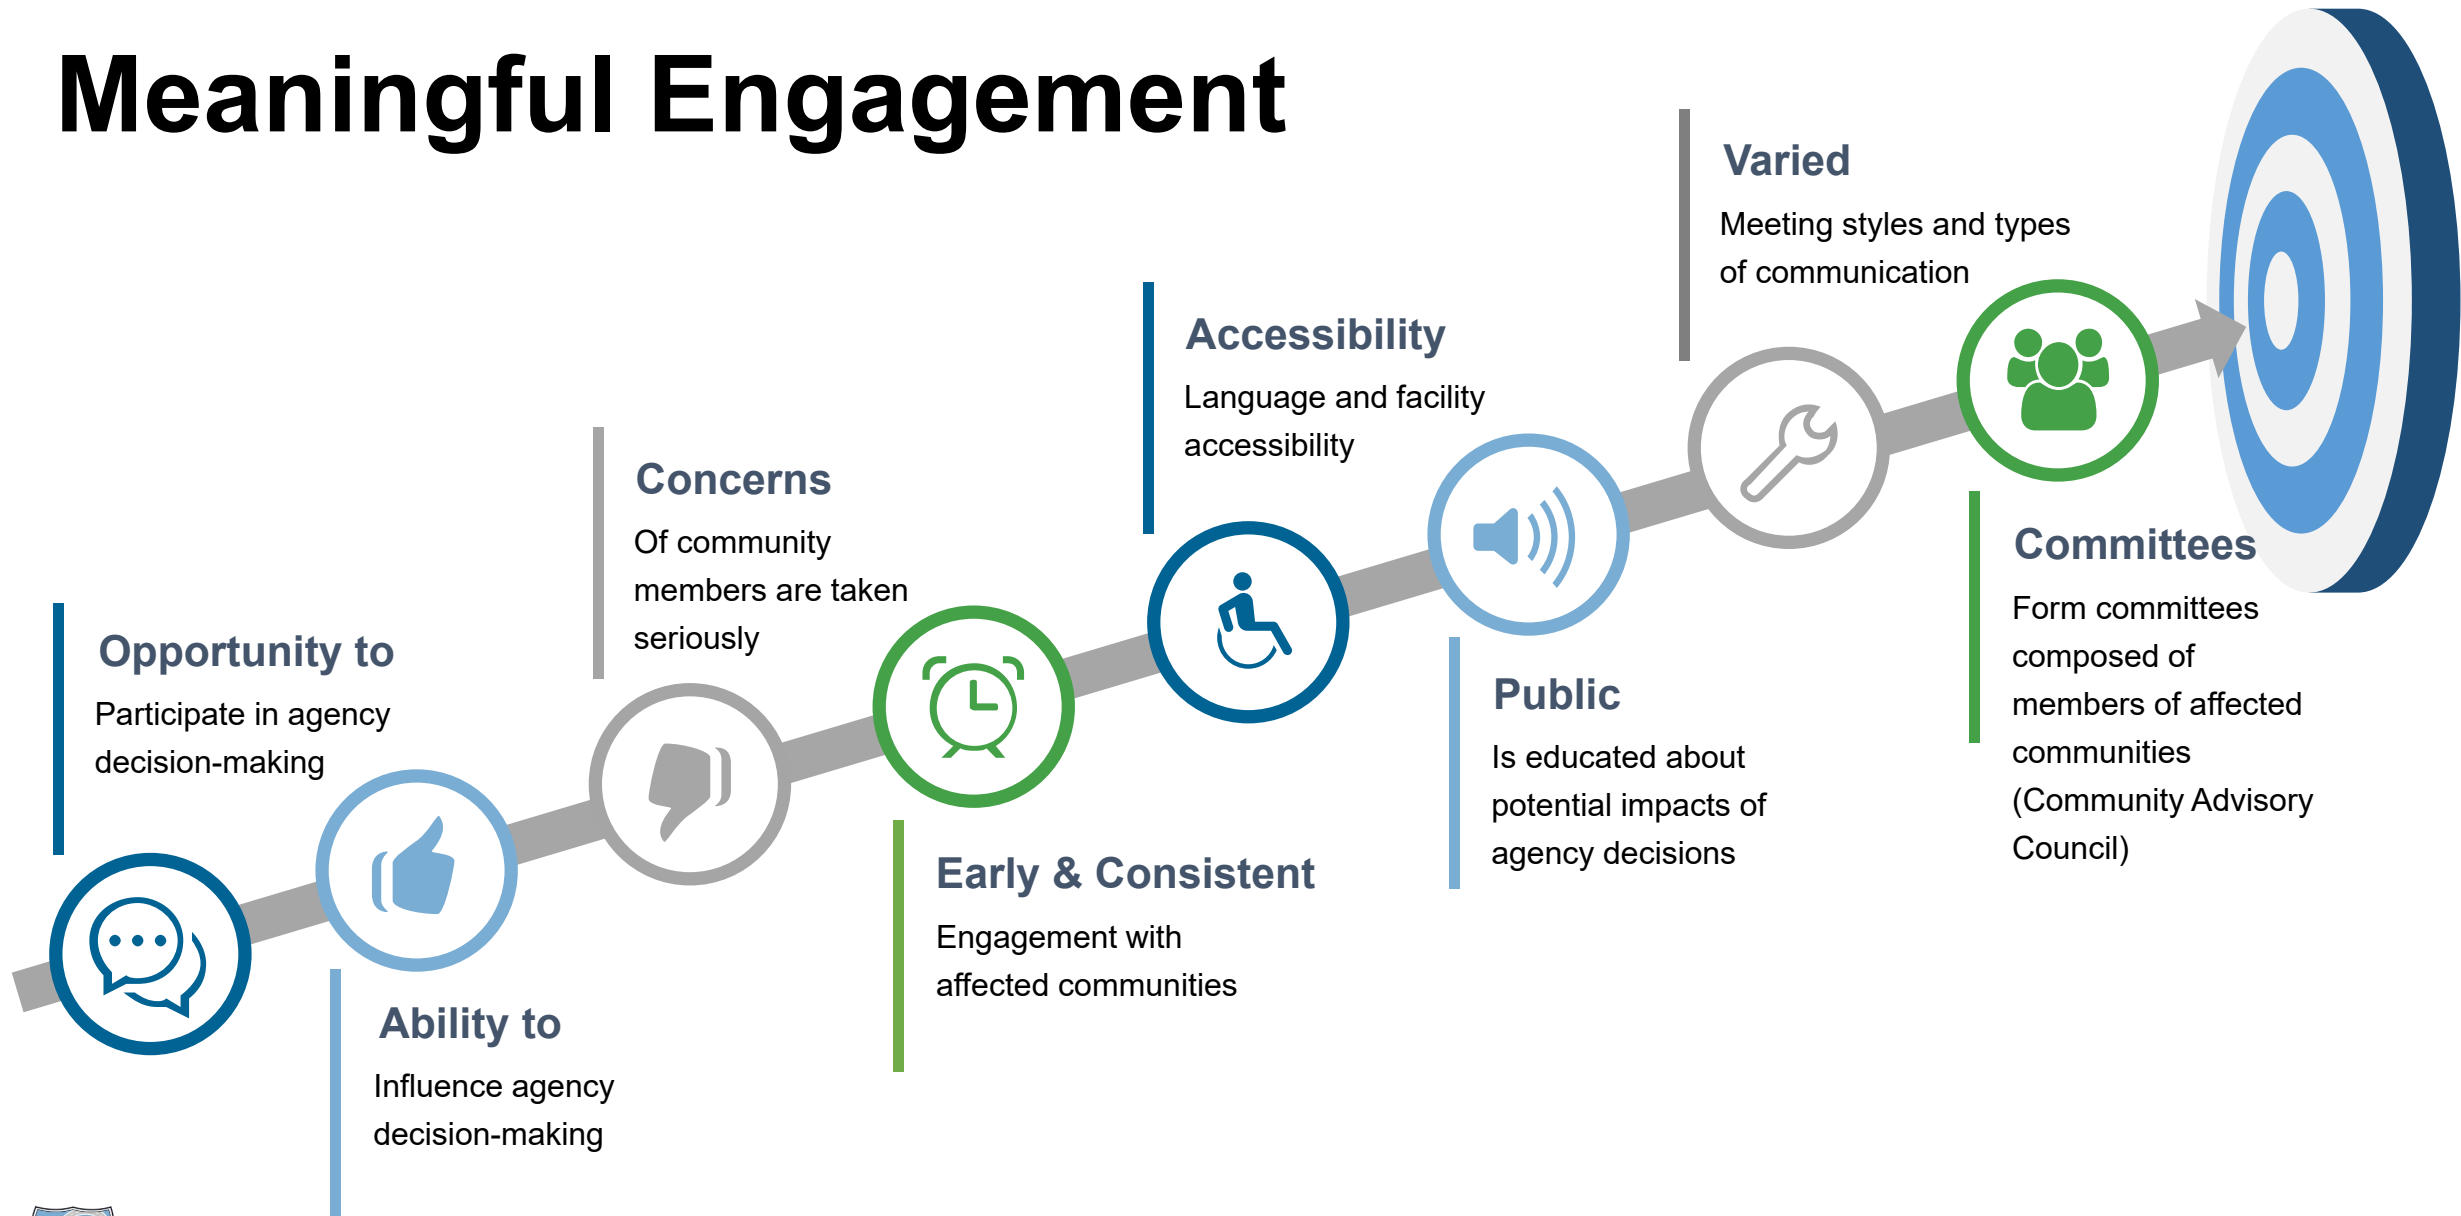 Meaningful Engagement
Opportunity to
Participate in agency
decision-making
Ability to
Influence agency
decision-making
Concerns
Of community
members are taken
seriously
Early & Consistent
Engagement with
affected communities
Accessibility
Language and facility
accessibility
Public
Is educated about
potential impacts of
agency decisions
Varied
Meeting styles and types
of communication
Committees
Form committees
composed of
members of affected
communities
(Community Advisory
Council)